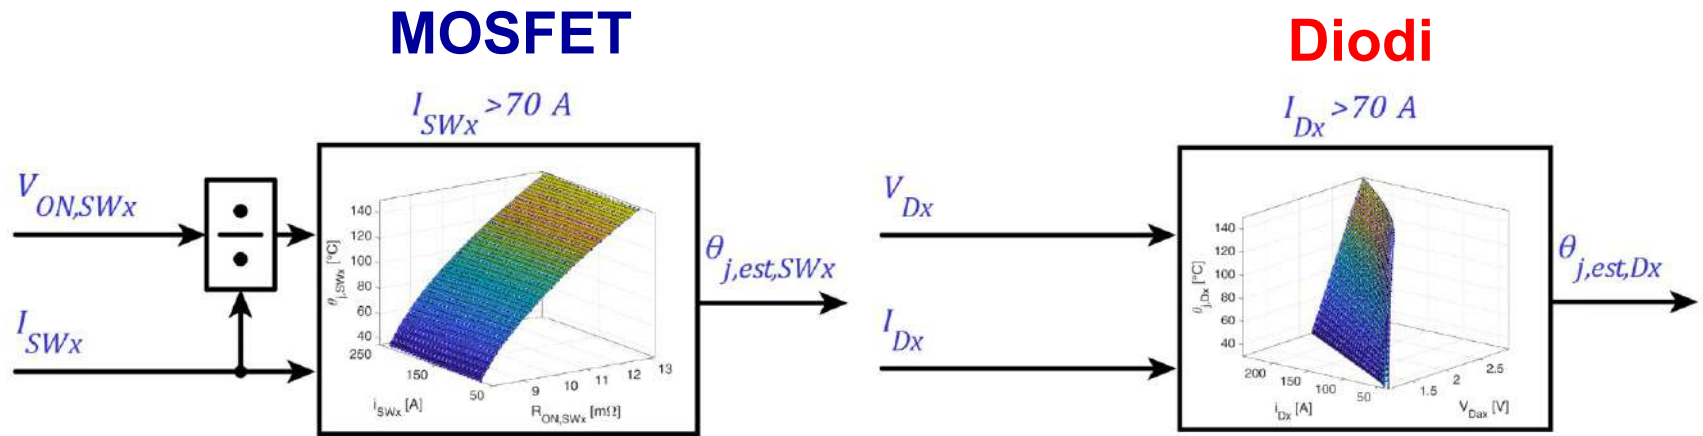 MOSFET
I_SWx >70 A
V_ON,SWx
I_SWx
140
120
100
80
60
40
θ_j,SWx [°C]
250
150
50
i_SWx [A]
9
10
11
12
13
R_ON,SWx [mΩ]
θ_j,est,SWx
Diodi
I_Dx >70 A
V_Dx
I_Dx
140
120
100
80
60
40
θ_j,Dx [°C]
200
150
100
50
i_Dx [A]
1.5
2
2.5
V_Dax [V]
θ_j,est,Dx